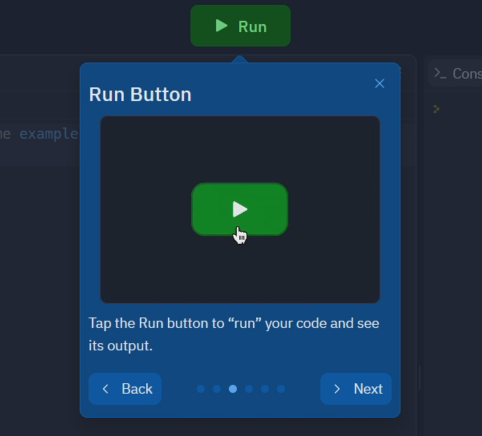 Run
>_ Cons
Run Button
ne example
>
Tap the Run button to “run” your code and see
its output.
Back
Next